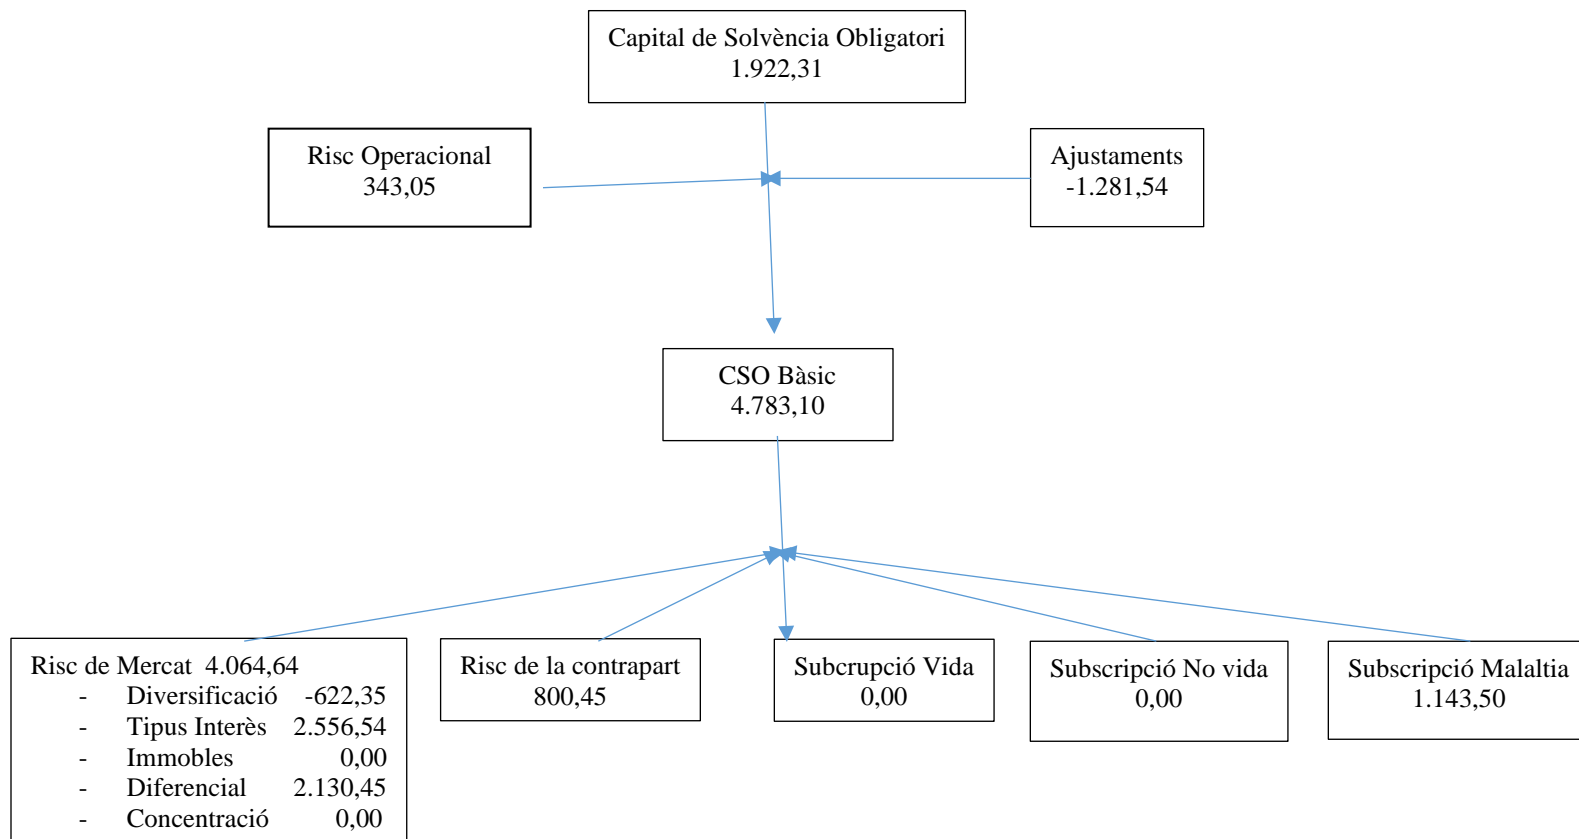 Capital de Solvència Obligatori
1.922,31
Risc Operacional
343,05
Ajustaments
-1.281,54
CSO Bàsic
4.783,10
Risc de Mercat 4.064,64
- Diversificació -622,35
- Tipus Interès 2.556,54
- Immobles 0,00
- Diferencial 2.130,45
- Concentració 0,00
Risc de la contrapart
800,45
Subcrupció Vida
0,00
Subscripció No vida
0,00
Subscripció Malaltia
1.143,50